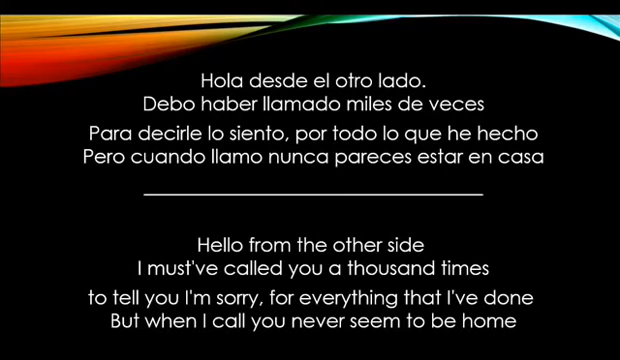 Hola desde el otro lado.
Debo haber llamado miles de veces
Para decirle lo siento, por todo lo que he hecho
Pero cuando llamo nunca pareces estar en casa
Hello from the other side
I must've called you a thousand times
to tell you I'm sorry, for everything that I've done
But when I call you never seem to be home